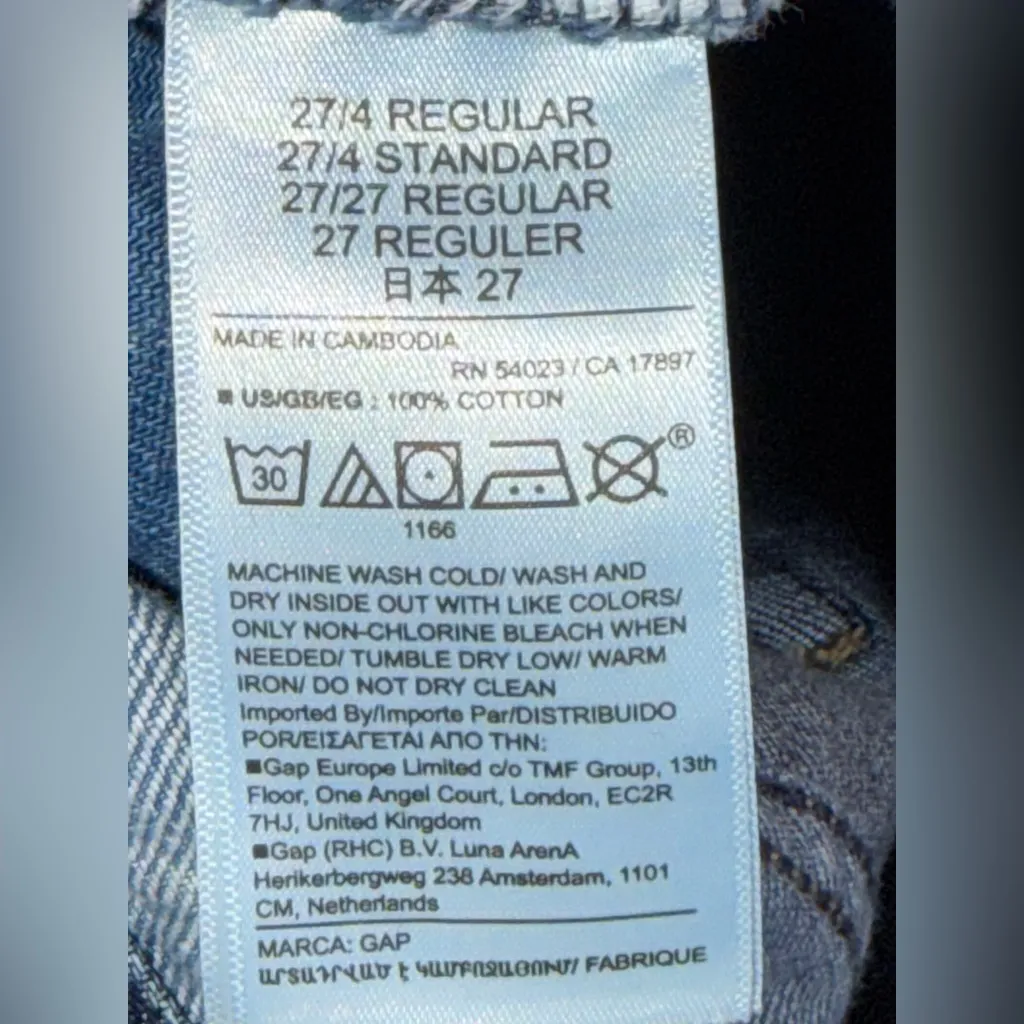 27/4 REGULAR
27/4 STANDARD
27/27 REGULAR
27 REGULER
日本 27
MADE IN CAMBODIA
RN 54023 / CA 17897
■ US/GB/EG : 100% COTTON
30
®
1166
MACHINE WASH COLD/ WASH AND
DRY INSIDE OUT WITH LIKE COLORS/
ONLY NON-CHLORINE BLEACH WHEN
NEEDED/ TUMBLE DRY LOW/ WARM
IRON/ DO NOT DRY CLEAN
Imported By/Importe Par/DISTRIBUIDO
POR/ΕΙΣΑΓΕΤΑΙ ΑΠΟ ΤΗΝ:
■Gap Europe Limited c/o TMF Group, 13th
Floor, One Angel Court, London, EC2R
7HJ, United Kingdom
■Gap (RHC) B.V. Luna ArenA
Herikerbergweg 238 Amsterdam, 1101
CM, Netherlands
MARCA: GAP
ԱՐՏԱԴՐՎԱԾ Է ԿԱՄԲՈՋԱՅՈՒՄ/ FABRIQUE